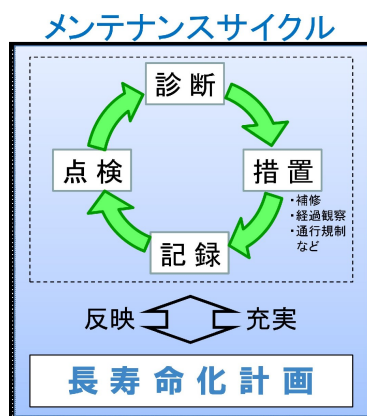 メンテナンスサイクル
診断
点検
措置
・補修
・経過観察
・通行規制
など
記録
反映
充実
長寿命化計画